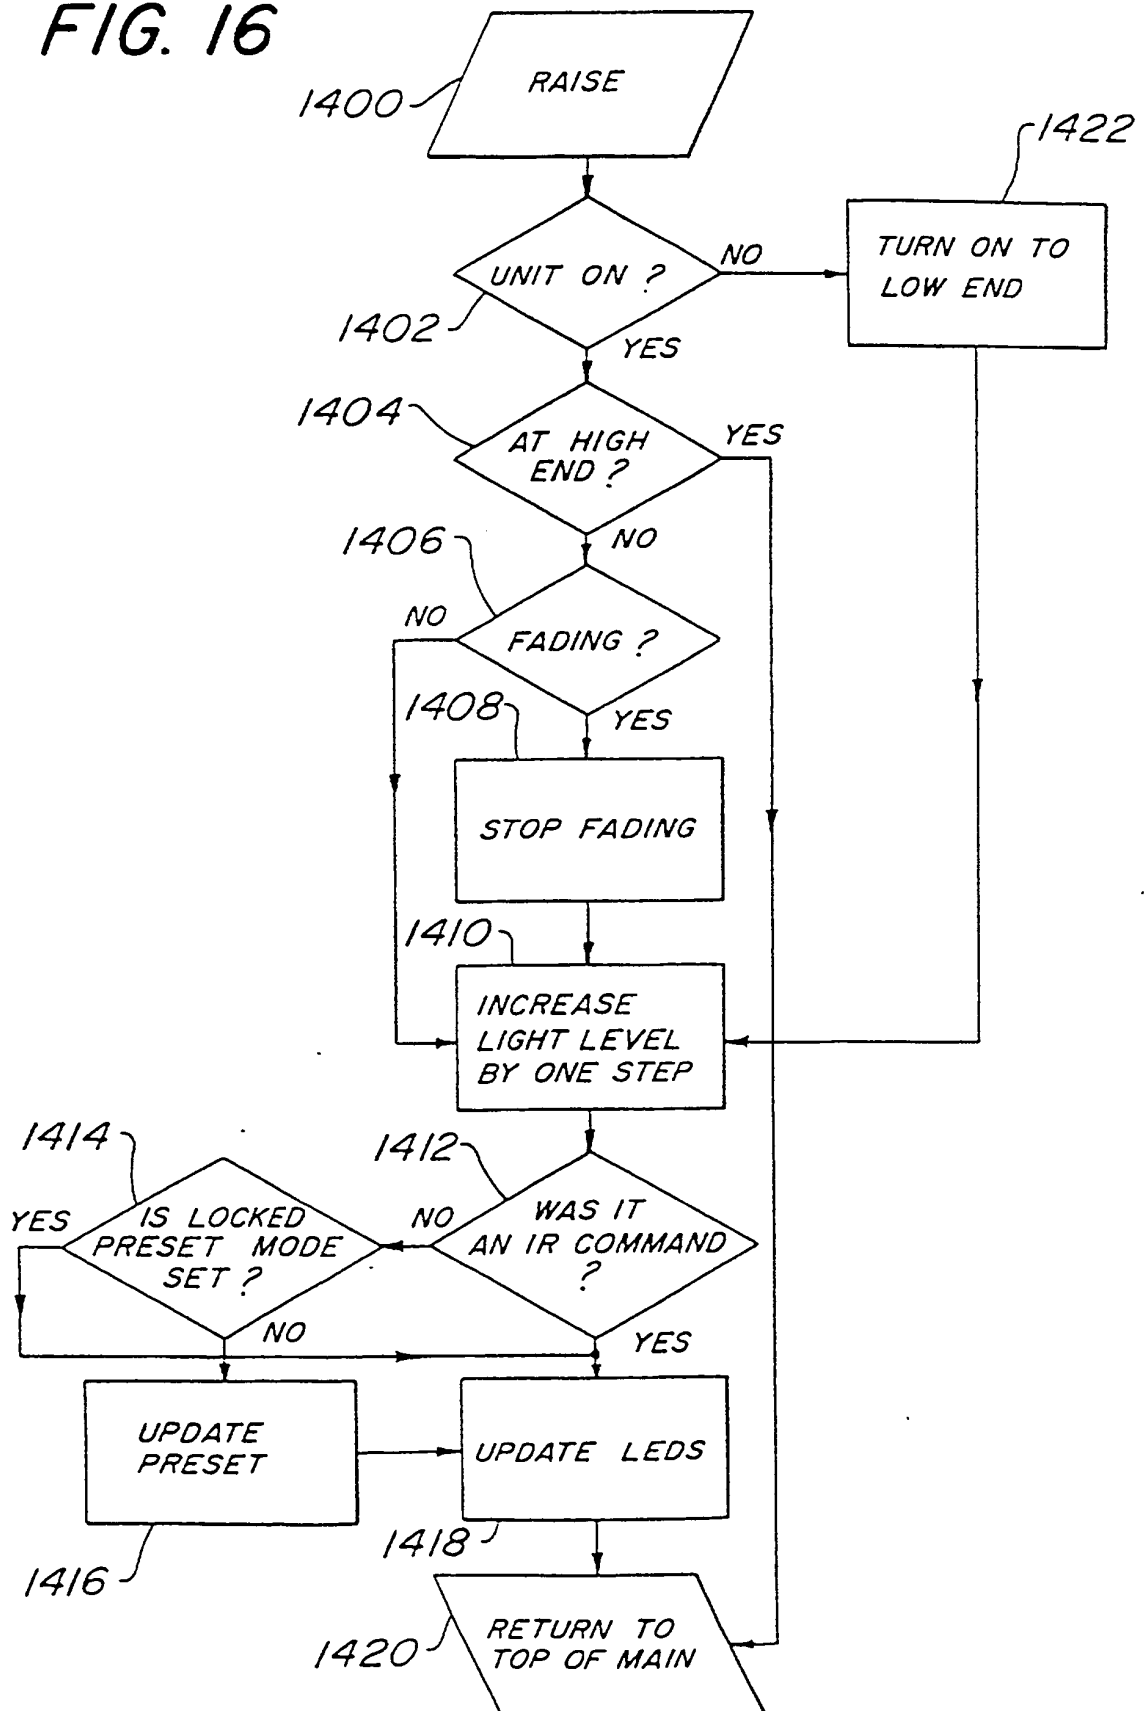 FIG. 16
RAISE
1400
1422
TURN ON TO
LOW END
UNIT ON ?
NO
1402
YES
1404
AT HIGH
END ?
YES
1406
NO
NO
FADING ?
1408
YES
STOP FADING
1410
INCREASE
LIGHT LEVEL
BY ONE STEP
1414
1412
YES
IS LOCKED
PRESET MODE
SET ?
NO
WAS IT
AN IR COMMAND
?
NO
YES
UPDATE
PRESET
UPDATE LEDS
1416
1418
1420
RETURN TO
TOP OF MAIN